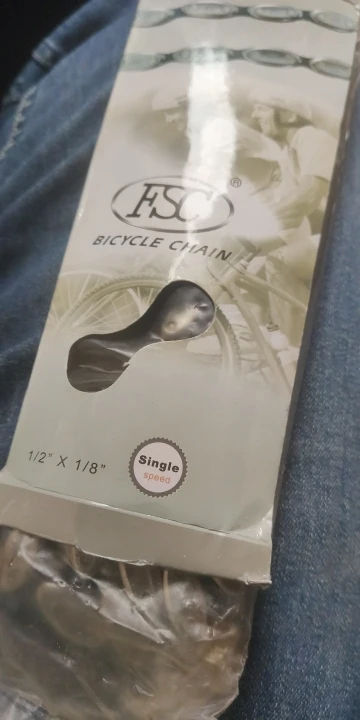 FSC®
BICYCLE CHAIN
1/2" X 1/8"
Single
speed